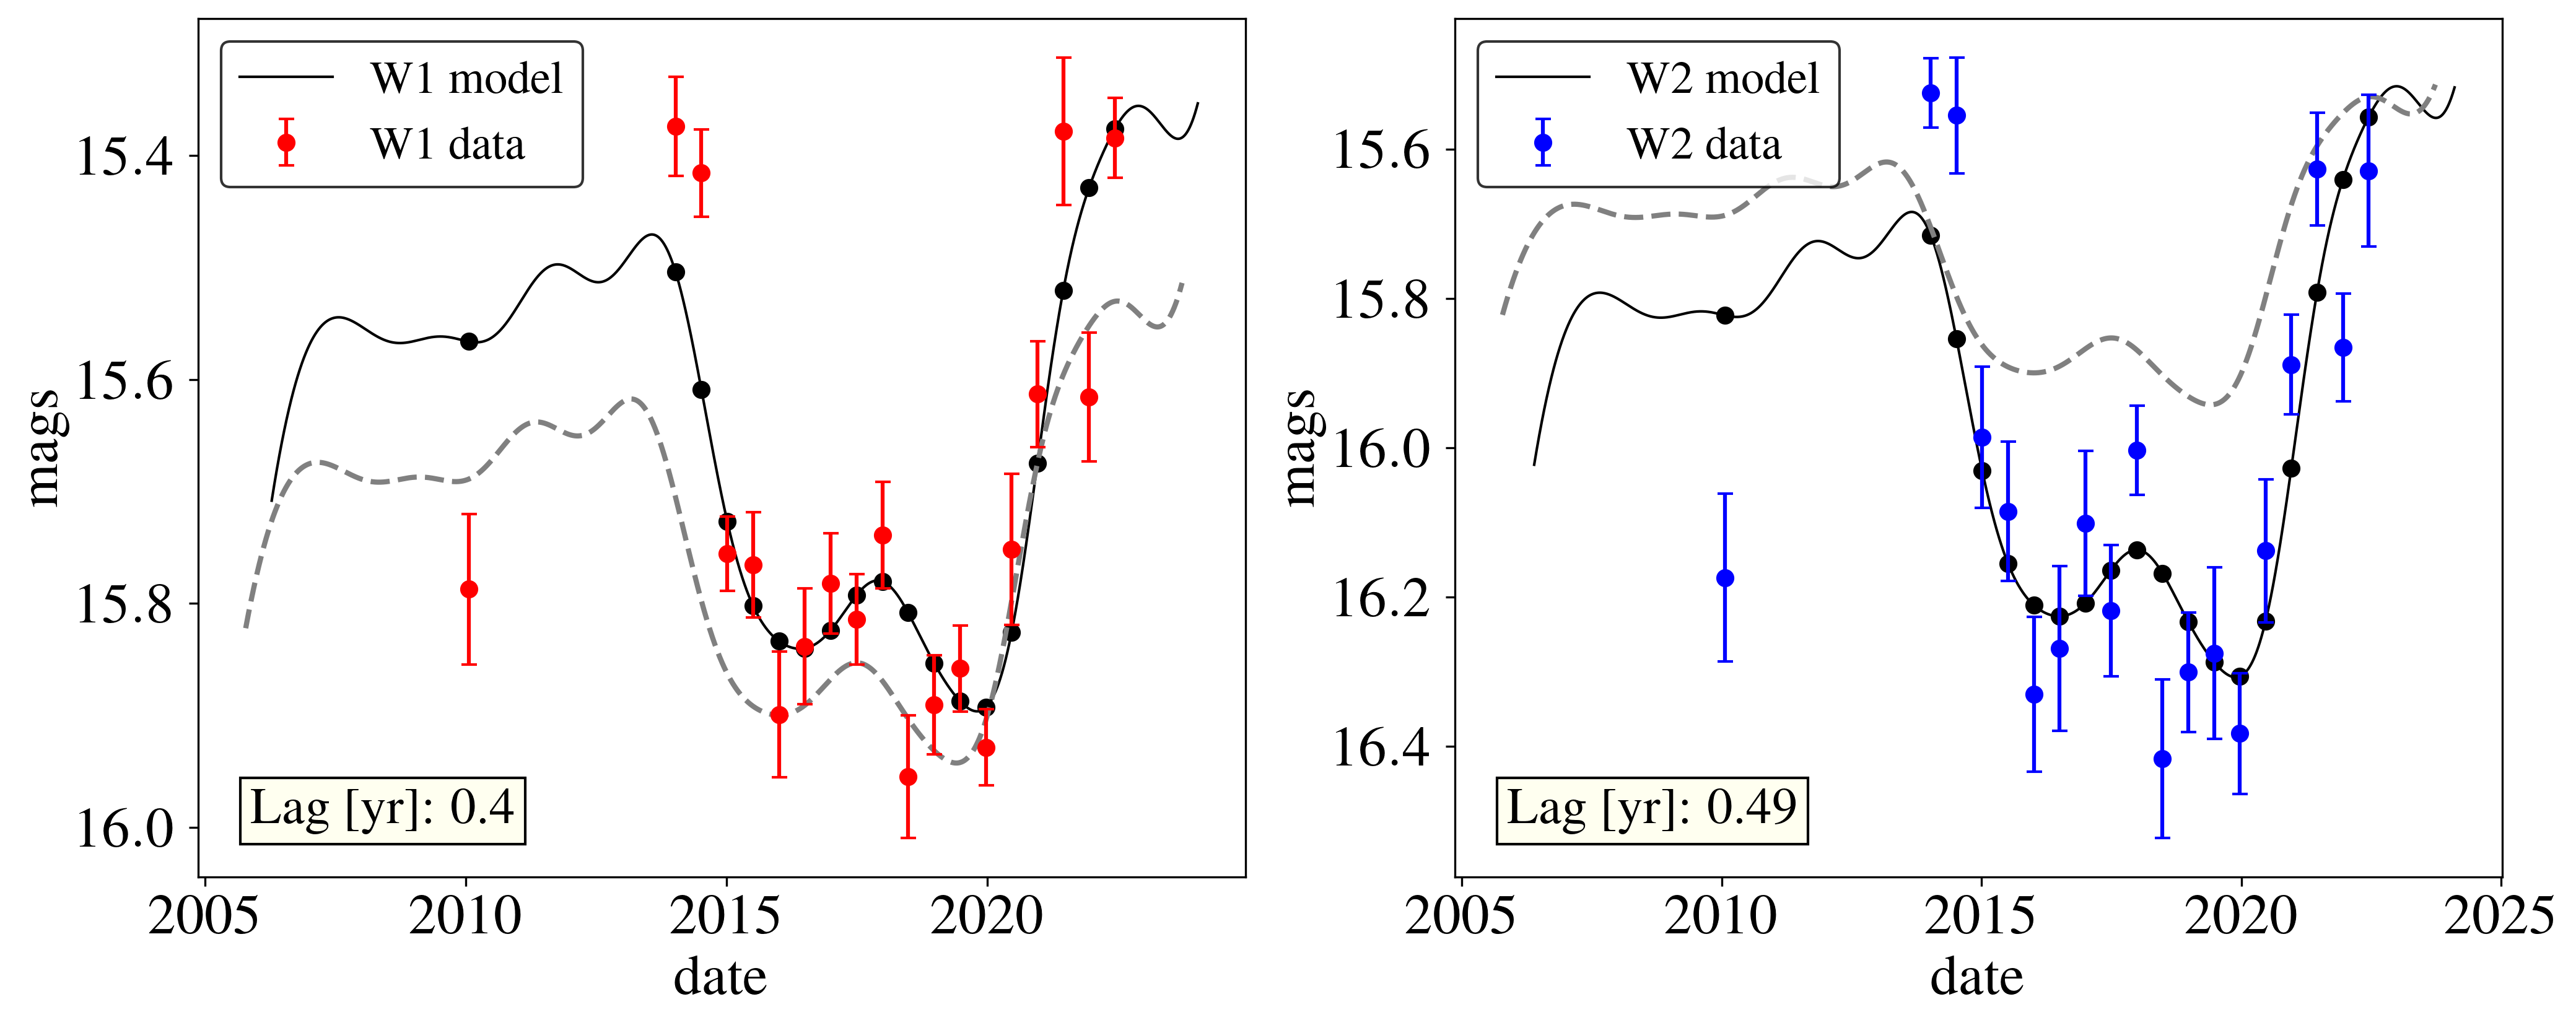 W1 model
W1 data
15.4
15.6
15.8
16.0
mags
Lag [yr]: 0.4
2005 2010 2015 2020
date
W2 model
W2 data
15.6
15.8
16.0
16.2
16.4
mags
Lag [yr]: 0.49
2005 2010 2015 2020 2025
date